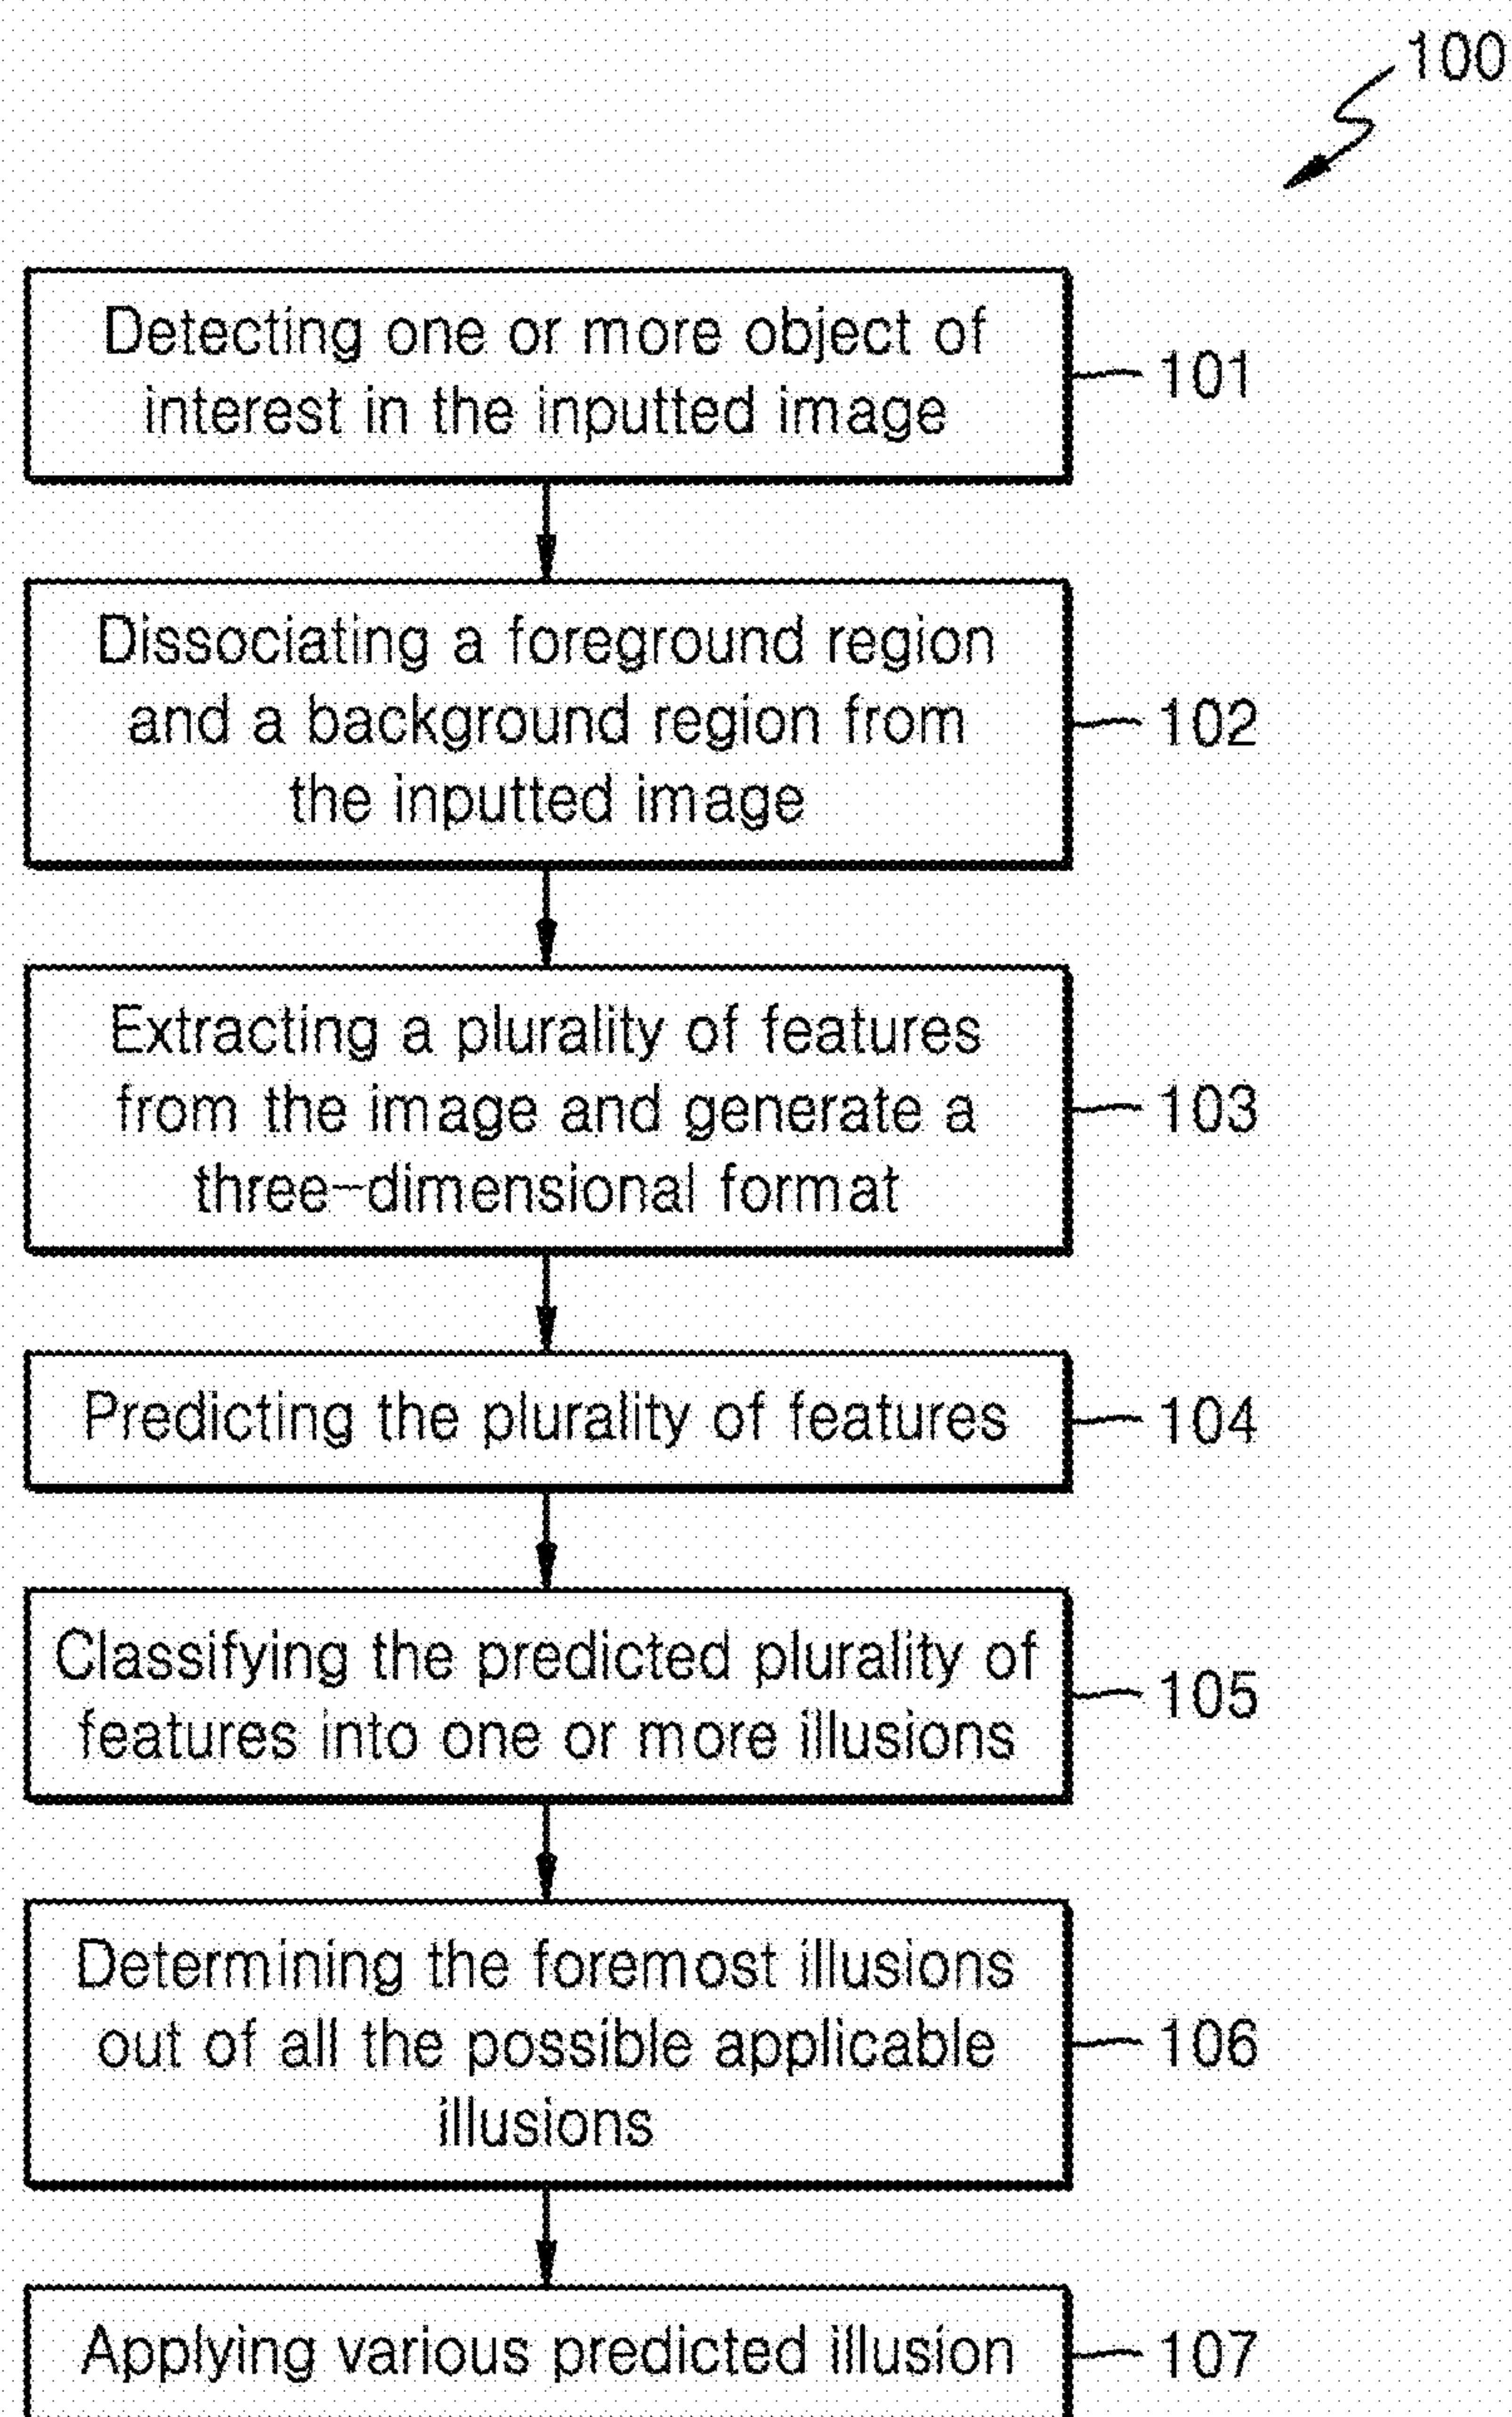 100
Detecting one or more object of
interest in the inputted image
101
Dissociating a foreground region
and a background region from
the inputted image
102
Extracting a plurality of features
from the image and generate a
three-dimensional format
103
Predicting the plurality of features
104
Classifying the predicted plurality of
features into one or more illusions
105
Determining the foremost illusions
out of all the possible applicable
illusions
106
Applying various predicted illusion
107